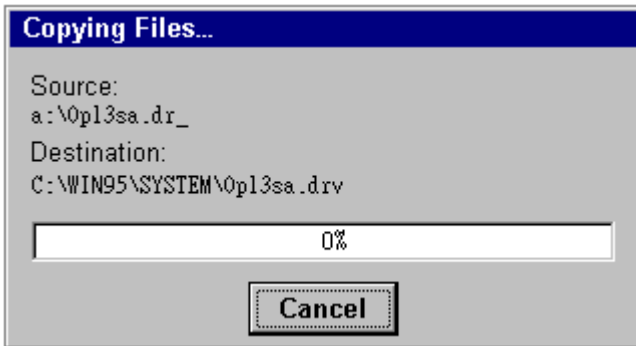 Copying Files...
Source:
a:\Opl3sa.dr_
Destination:
C:\WIN95\SYSTEM\Opl3sa.drv
0%
Cancel